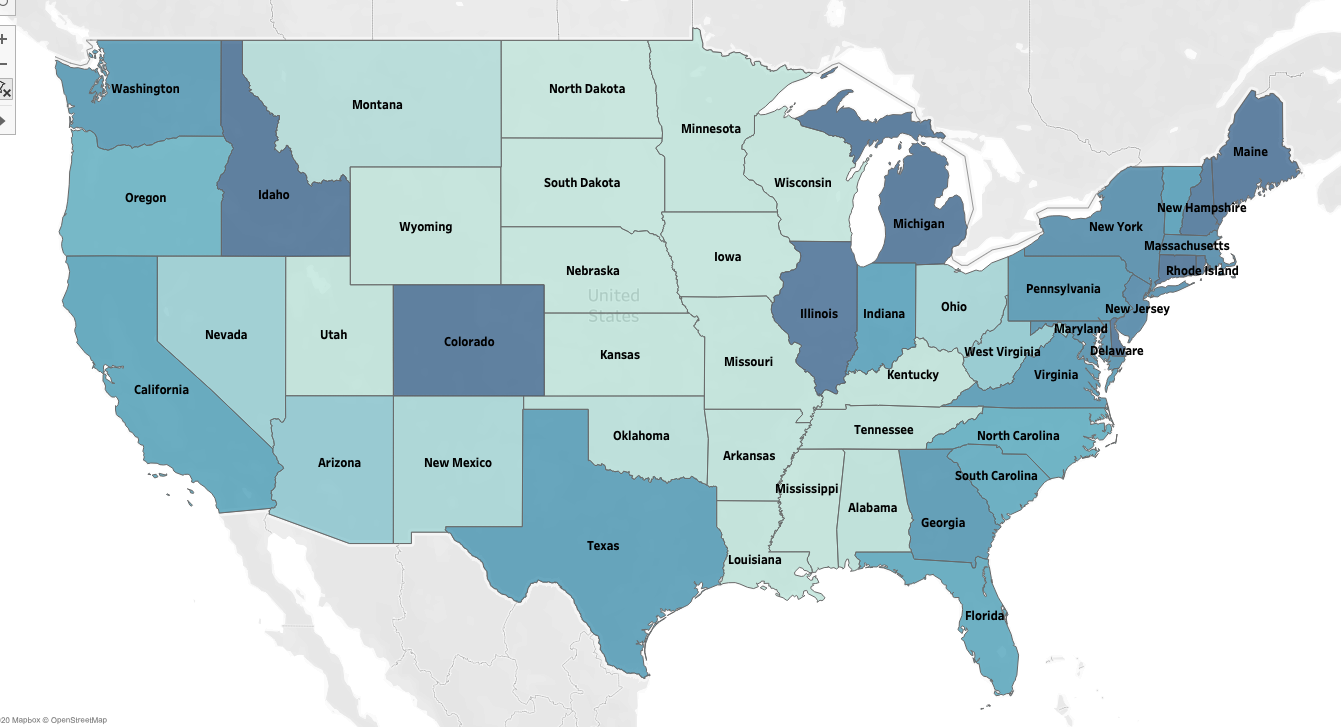 Washington
Montana
North Dakota
Minnesota
Maine
Oregon
Idaho
South Dakota
Wisconsin
Michigan
New Hampshire
Wyoming
New York
Massachusetts
Iowa
Nebraska
Rhode Island
United
States
Pennsylvania
New Jersey
Nevada
Utah
Colorado
Illinois
Indiana
Ohio
Maryland
Kansas
Missouri
West Virginia
Delaware
California
Kentucky
Virginia
Arizona
New Mexico
Oklahoma
Arkansas
Tennessee
North Carolina
South Carolina
Mississippi
Alabama
Georgia
Texas
Louisiana
Florida
20 Mapbox © OpenStreetMap